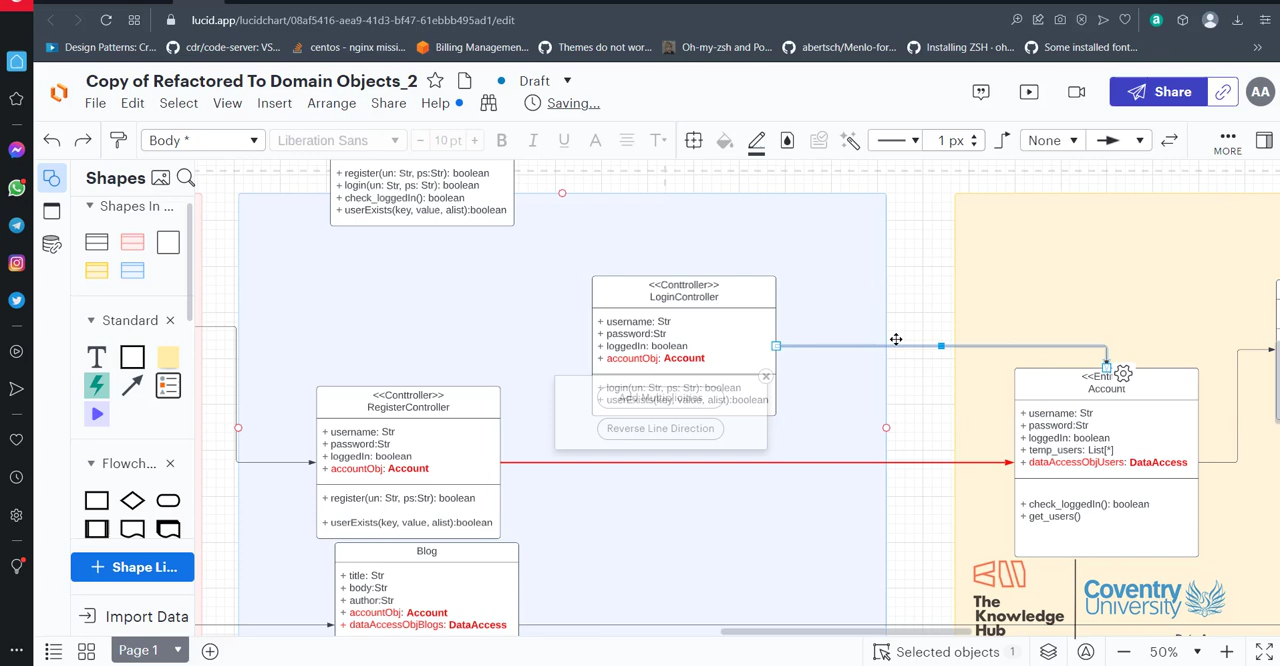 lucid.app/lucidchart/08af5416-aea9-41d3-bf47-61ebbb495ad1/edit
Design Patterns: Cr...
cdr/code-server: VS...
centos - nginx missi...
Billing Managemen...
Themes do not wor...
Oh-my-zsh and Po...
abertsch/Menlo-for...
Installing ZSH · oh...
Some installed font...
Copy of Refactored To Domain Objects_2
Draft
File
Edit
Select
View
Insert
Arrange
Share
Help
Saving...
Share
AA
Body *
Liberation Sans
10 pt
1 px
None
MORE
Shapes
Shapes In ...
Standard
Flowch...
Shape Li...
Import Data
+ register(un: Str, ps:Str): boolean
+ login(un: Str, ps: Str): boolean
+ check_loggedIn(): boolean
+ userExists(key, value, alist):boolean
<<Conttroller>>
LoginController
+ username: Str
+ password:Str
+ loggedIn: boolean
+ accountObj: Account
+ login(un: Str, ps: Str): boolean
+ userExists(key, value, alist):boolean
Reverse Line Direction
<<Conttroller>>
RegisterController
+ username: Str
+ password:Str
+ loggedIn: boolean
+ accountObj: Account
+ register(un: Str, ps:Str): boolean
+ userExists(key, value, alist):boolean
Blog
+ title: Str
+ body:Str
+ author:Str
+ accountObj: Account
+ dataAccessObjBlogs: DataAccess
<<Enti
Account
+ username: Str
+ password:Str
+ loggedIn: boolean
+ temp_users: List[*]
+ dataAccessObjUsers: DataAccess
+ check_loggedIn(): boolean
+ get_users()
The
Knowledge
Hub
Coventry
University
Page 1
Selected objects 1
50%